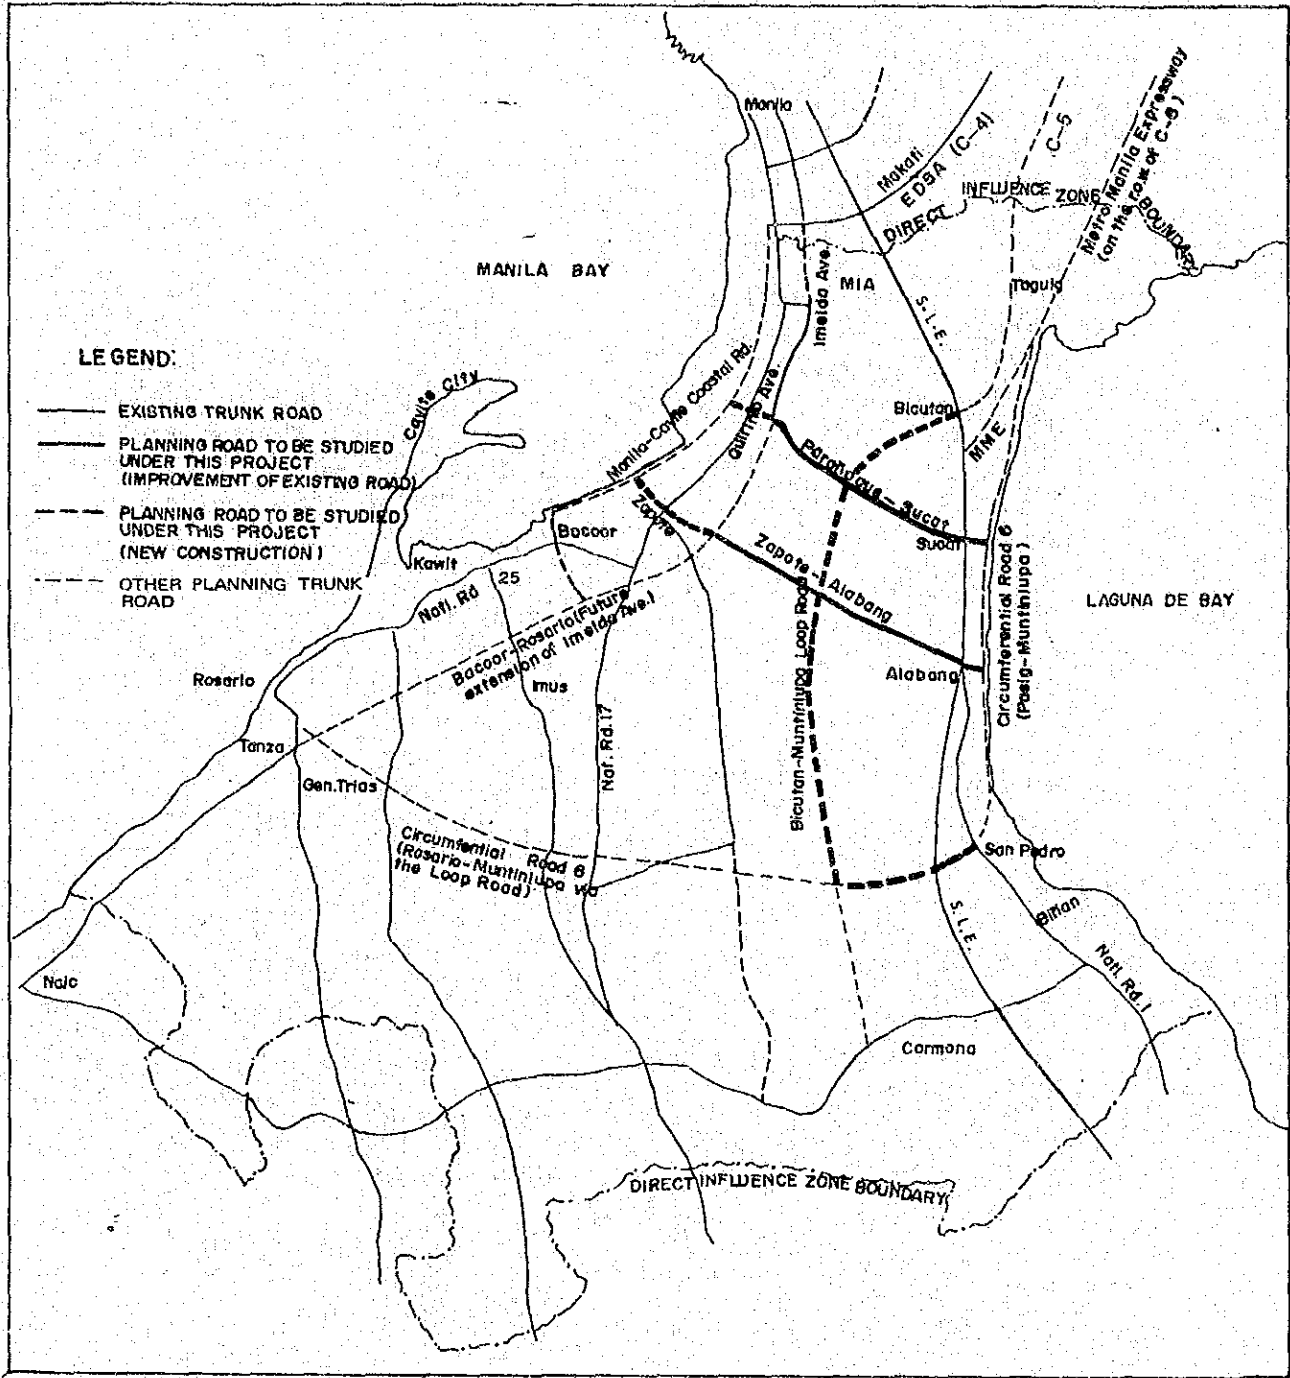 Manila
Makati
EDSA (C-4)
C-5
Metro Manila Expressway
(on the r.o.w. of C-6)
DIRECT INFLUENCE ZONE BOUNDARY
MANILA BAY
MIA
Imelda Ave.
S.L.E.
Taguig
LEGEND:
EXISTING TRUNK ROAD
PLANNING ROAD TO BE STUDIED
UNDER THIS PROJECT
(IMPROVEMENT OF EXISTING ROAD)
PLANNING ROAD TO BE STUDIED
UNDER THIS PROJECT
(NEW CONSTRUCTION)
OTHER PLANNING TRUNK
ROAD
Cavite City
Manila-Cavite Coastal Rd.
Quirino Ave.
Bicutan
MME
Parañaque-Sucat
Sucat
Zapote
Bacoor
Kawit
25
Natl. Rd
Zapote-Alabang
Circumferential Road 6
(Pasig-Muntinlupa)
LAGUNA DE BAY
Bacoor-Rosario (Future
extension of Imelda Ave.)
Bicutan-Muntinlupa Loop Road
Alabang
Rosario
Imus
Nat. Rd. 17
Tanza
Gen. Trias
Circumfential Road 6
(Rosario-Muntinlupa via
the Loop Road)
San Pedro
Biñan
S.L.E.
Natl. Rd. 1
Naic
Carmona
DIRECT INFLUENCE ZONE BOUNDARY